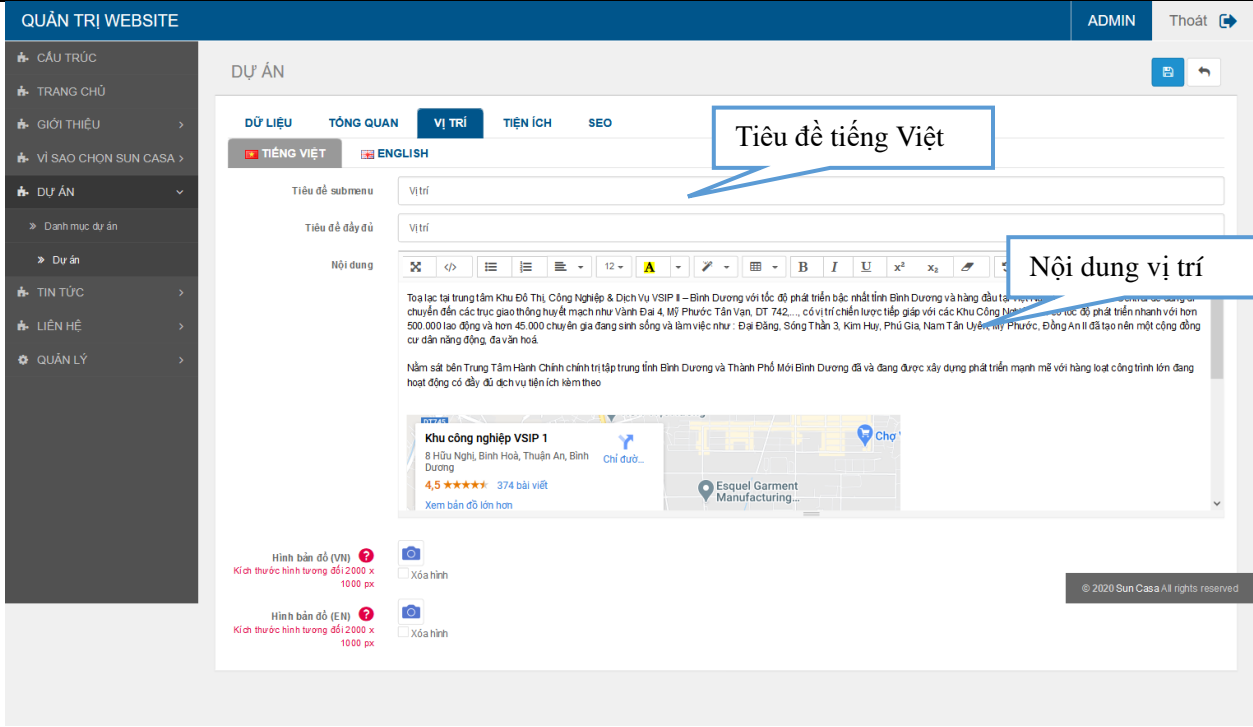 QUẢN TRỊ WEBSITE
ADMIN
Thoát
CẤU TRÚC
TRANG CHỦ
GIỚI THIỆU
VÌ SAO CHỌN SUN CASA
DỰ ÁN
Danh mục dự án
Dự án
TIN TỨC
LIÊN HỆ
QUẢN LÝ
DỰ ÁN
DỮ LIỆU
TỔNG QUAN
VỊ TRÍ
TIỆN ÍCH
SEO
Tiêu đề tiếng Việt
TIẾNG VIỆT
ENGLISH
Tiêu đề submenu
Vị trí
Tiêu đề đầy đủ
Vị trí
Nội dung vị trí
Nội dung
12
A
B I U x² x₂
Toạ lạc tại trung tâm Khu Đô Thị, Công Nghiệp & Dịch Vụ VSIP II – Bình Dương với tốc độ phát triển bậc nhất tỉnh Bình Dương và hàng đầu tại Việt
chuyển đến các trục giao thông huyết mạch như Vành Đai 4, Mỹ Phước Tân Vạn, DT 742,..., có vị trí chiến lược tiếp giáp với các Khu Công có tốc độ phát triển nhanh với hơn
500.000 lao động và hơn 45.000 chuyên gia đang sinh sống và làm việc như : Đại Đăng, Sóng Thần 3, Kim Huy, Phú Gia, Nam Tân Uyên, Mỹ Phước, Đồng An II đã tạo nên một cộng đồng
cư dân năng động, đa văn hoá.
Nằm sát bên Trung Tâm Hành Chính chính trị tập trung tỉnh Bình Dương và Thành Phố Mới Bình Dương đã và đang được xây dựng phát triển mạnh mẽ với hàng loạt công trình lớn đang
hoạt động có đầy đủ dịch vụ tiện ích kèm theo
DT745
Khu công nghiệp VSIP 1
8 Hữu Nghị, Bình Hoà, Thuận An, Bình
Dương
Chỉ đườ...
4,5 ★★★★★ 374 bài viết
Xem bản đồ lớn hơn
Chợ
Esquel Garment
Manufacturing...
Hình bản đồ (VN)
Kích thước hình tương đối 2000 x
1000 px
Xóa hình
Hình bản đồ (EN)
Kích thước hình tương đối 2000 x
1000 px
Xóa hình
© 2020 Sun Casa All rights reserved